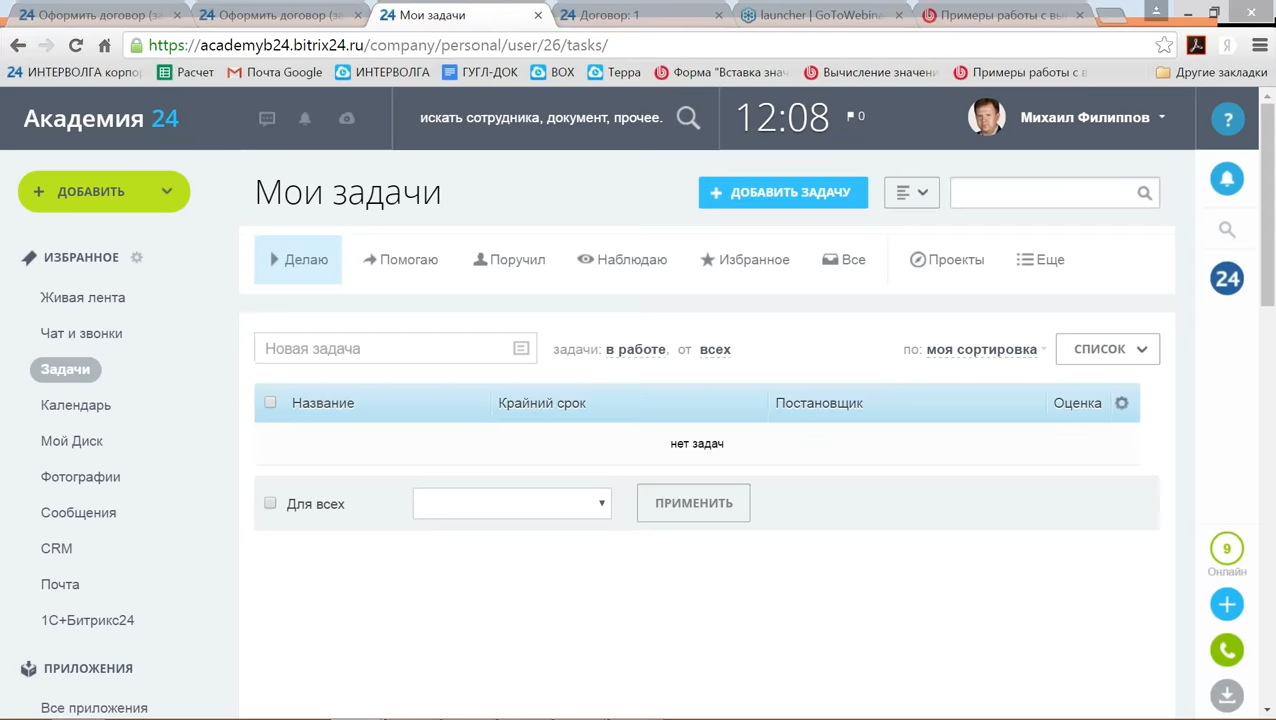 24 Оформить договор (за
24 Оформить договор (за
24 Мои задачи
24 Договор: 1
launcher | GoToWebina
Примеры работы с вы
https://academyb24.bitrix24.ru/company/personal/user/26/tasks/
24 ИНТЕРВОЛГА корпо
Расчет
Почта Google
ИНТЕРВОЛГА
ГУГЛ-ДОК
ВОХ
Терра
Форма "Вставка знач
Вычисление значени
Примеры работы с в
Другие закладки
Академия 24
искать сотрудника, документ, прочее.
12:08
0
Михаил Филиппов
?
+ ДОБАВИТЬ
Мои задачи
+ ДОБАВИТЬ ЗАДАЧУ
ИЗБРАННОЕ
Делаю
Помогаю
Поручил
Наблюдаю
Избранное
Все
Проекты
Еще
24
Живая лента
Чат и звонки
Задачи
Календарь
Мой Диск
Фотографии
Сообщения
CRM
Почта
1С+Битрикс24
ПРИЛОЖЕНИЯ
Все приложения
Новая задача
задачи: в работе, от всех
по: моя сортировка
СПИСОК
Название
Крайний срок
Постановщик
Оценка
нет задач
Для всех
ПРИМЕНИТЬ
9
Онлайн